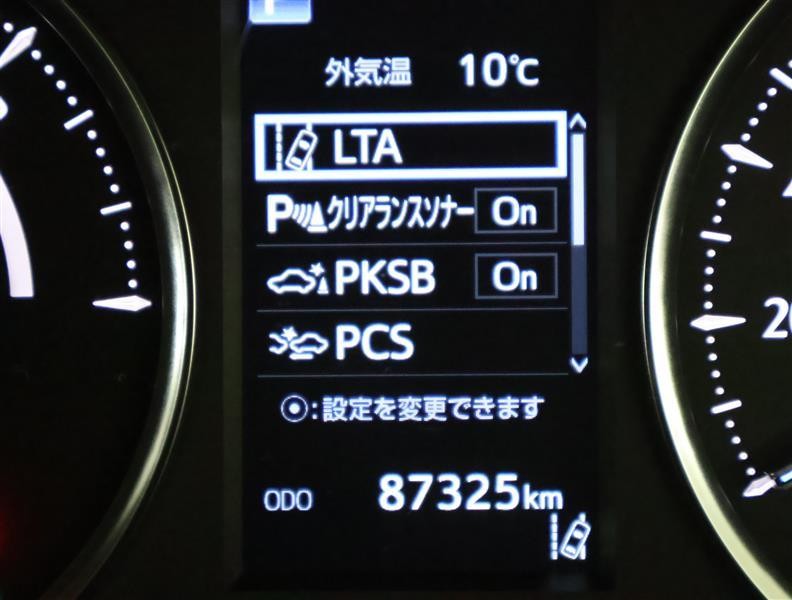 外気温 10℃
LTA
クリアランスソナー On
PKSB On
PCS
⦿:設定を変更できます
ODO 87325km